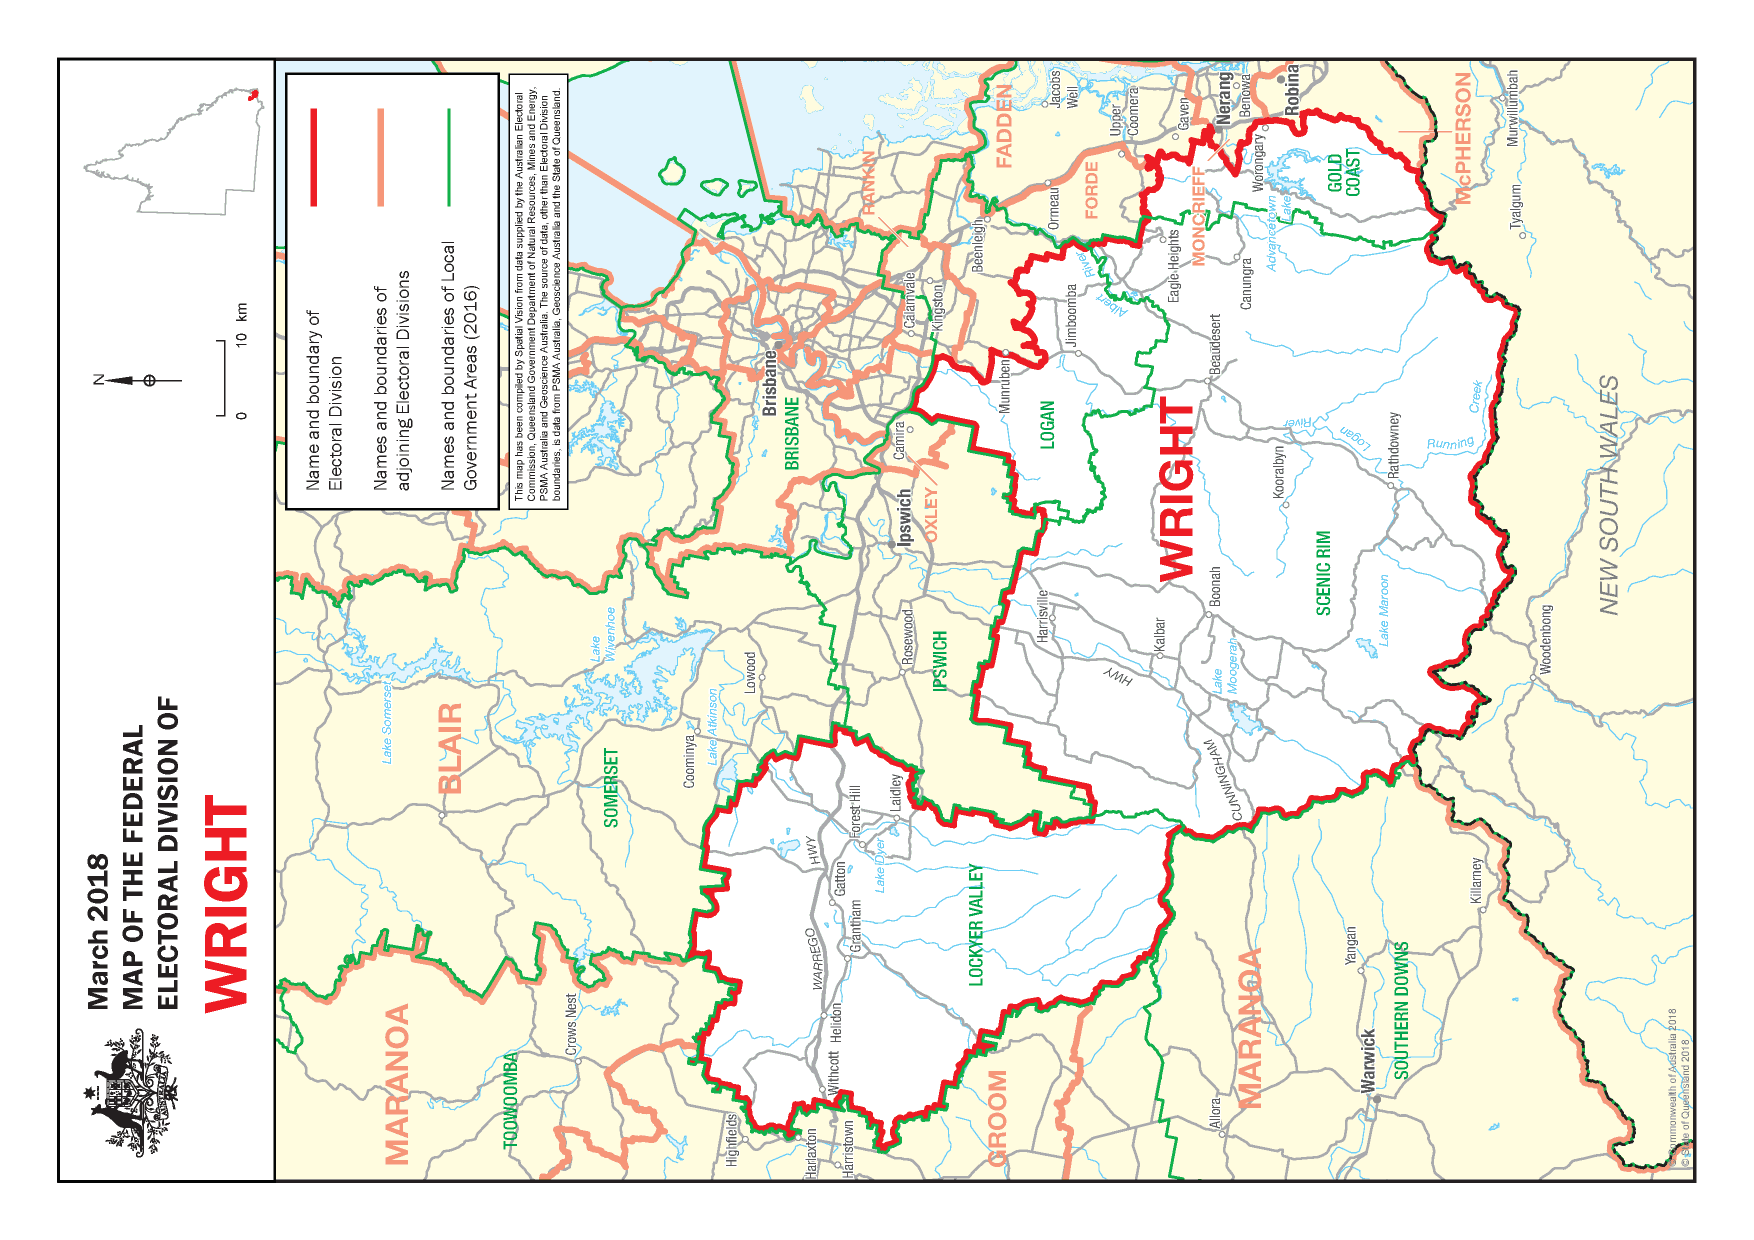 March 2018
MAP OF THE FEDERAL
ELECTORAL DIVISION OF
WRIGHT
N
0 10 km
Name and boundary of
Electoral Division
Names and boundaries of
adjoining Electoral Divisions
Names and boundaries of Local
Government Areas (2016)
This map has been compiled by Spatial Vision from data supplied by the Australian Electoral
Commission, Queensland Government Department of Natural Resources, Mines and Energy,
PSMA Australia and Geoscience Australia. The source of data, other than Electoral Division
boundaries, is data from PSMA Australia, Geoscience Australia and the State of Queensland.
MARANOA
TOOWOOMBA
Crows Nest
Highfields
Harlaxton
Harristown
Withcott
Helidon
WARREGO
HWY
Grantham
Gatton
Forest Hill
Laidley
Lake Dyer
LOCKYER VALLEY
GROOM
BLAIR
SOMERSET
Lake Somerset
Lake
Wivenhoe
Lake Atkinson
Coominya
Lowood
Rosewood
IPSWICH
Ipswich
OXLEY
Camira
Brisbane
BRISBANE
RANKIN
Calamvale
Kingston
Beenleigh
FADDEN
FORDE
Ormeau
Jacobs
Well
Upper
Coomera
Gaven
Nerang
Benowa
Robina
Worongary
MONCRIEFF
GOLD
COAST
Advancetown
Lake
McPHERSON
Murwillumbah
Tyalgum
Munruben
Jimboomba
LOGAN
Albert
River
Eagle Heights
Canungra
Beaudesert
WRIGHT
Kooralbyn
Logan
River
Rathdowney
Burnett
Creek
SCENIC RIM
Harrisville
Kalbar
Boonah
HWY
CUNNINGHAM
Lake
Moogerah
Lake Maroon
NEW SOUTH WALES
Woodenbong
Killarney
Yangan
SOUTHERN DOWNS
Warwick
MARANOA
Allora
© Commonwealth of Australia 2018
© State of Queensland 2018